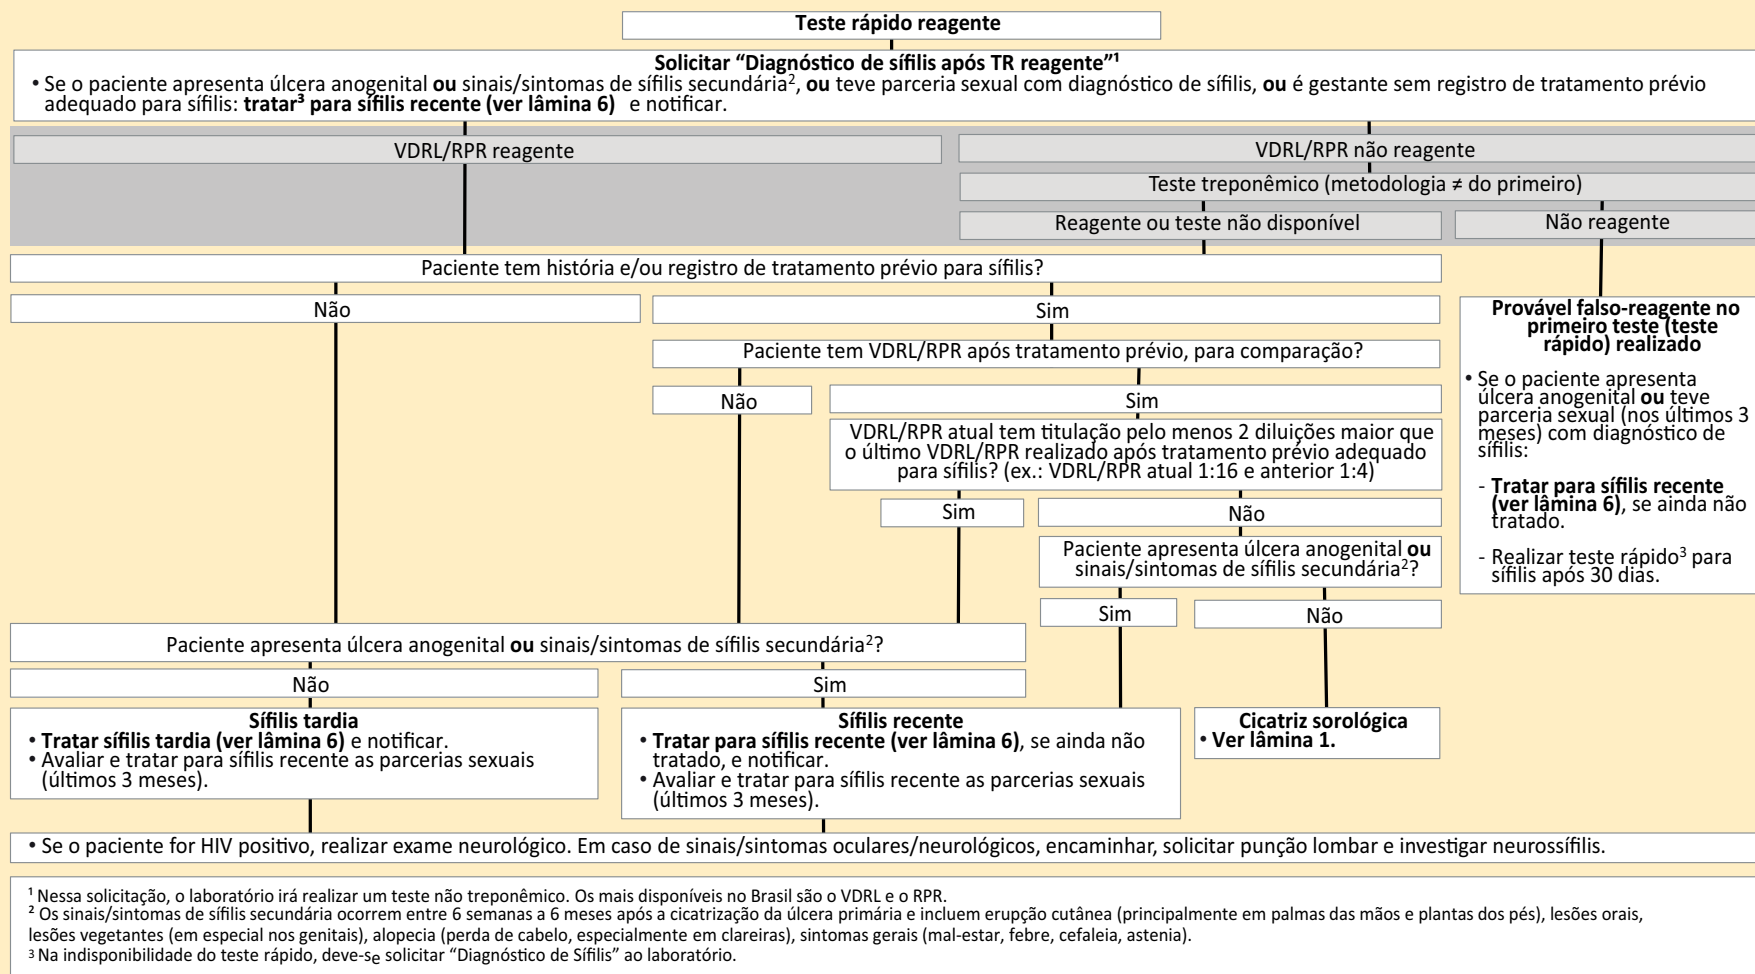 Teste rápido reagente
Solicitar “Diagnóstico de sífilis após TR reagente”¹
• Se o paciente apresenta úlcera anogenital ou sinais/sintomas de sífilis secundária², ou teve parceria sexual com diagnóstico de sífilis, ou é gestante sem registro de tratamento prévio
adequado para sífilis: tratar³ para sífilis recente (ver lâmina 6) e notificar.
VDRL/RPR reagente
VDRL/RPR não reagente
Teste treponêmico (metodologia ≠ do primeiro)
Reagente ou teste não disponível
Não reagente
Paciente tem história e/ou registro de tratamento prévio para sífilis?
Não
Sim
Paciente tem VDRL/RPR após tratamento prévio, para comparação?
Não
Sim
VDRL/RPR atual tem titulação pelo menos 2 diluições maior que
o último VDRL/RPR realizado após tratamento prévio adequado
para sífilis? (ex.: VDRL/RPR atual 1:16 e anterior 1:4)
Sim
Não
Paciente apresenta úlcera anogenital ou
sinais/sintomas de sífilis secundária²?
Sim
Não
Provável falso-reagente no
primeiro teste (teste
rápido) realizado
• Se o paciente apresenta
úlcera anogenital ou teve
parceria sexual (nos últimos 3
meses) com diagnóstico de
sífilis:
- Tratar para sífilis recente
(ver lâmina 6), se ainda não
tratado.
- Realizar teste rápido³ para
sífilis após 30 dias.
Paciente apresenta úlcera anogenital ou sinais/sintomas de sífilis secundária²?
Não
Sim
Sífilis tardia
• Tratar sífilis tardia (ver lâmina 6) e notificar.
• Avaliar e tratar para sífilis recente as parcerias sexuais
(últimos 3 meses).
Sífilis recente
• Tratar para sífilis recente (ver lâmina 6), se ainda não
tratado, e notificar.
• Avaliar e tratar para sífilis recente as parcerias sexuais
(últimos 3 meses).
Cicatriz sorológica
• Ver lâmina 1.
• Se o paciente for HIV positivo, realizar exame neurológico. Em caso de sinais/sintomas oculares/neurológicos, encaminhar, solicitar punção lombar e investigar neurossífilis.
¹ Nessa solicitação, o laboratório irá realizar um teste não treponêmico. Os mais disponíveis no Brasil são o VDRL e o RPR.
² Os sinais/sintomas de sífilis secundária ocorrem entre 6 semanas a 6 meses após a cicatrização da úlcera primária e incluem erupção cutânea (principalmente em palmas das mãos e plantas dos pés), lesões orais,
lesões vegetantes (em especial nos genitais), alopecia (perda de cabelo, especialmente em clareiras), sintomas gerais (mal-estar, febre, cefaleia, astenia).
³ Na indisponibilidade do teste rápido, deve-se solicitar “Diagnóstico de Sífilis” ao laboratório.